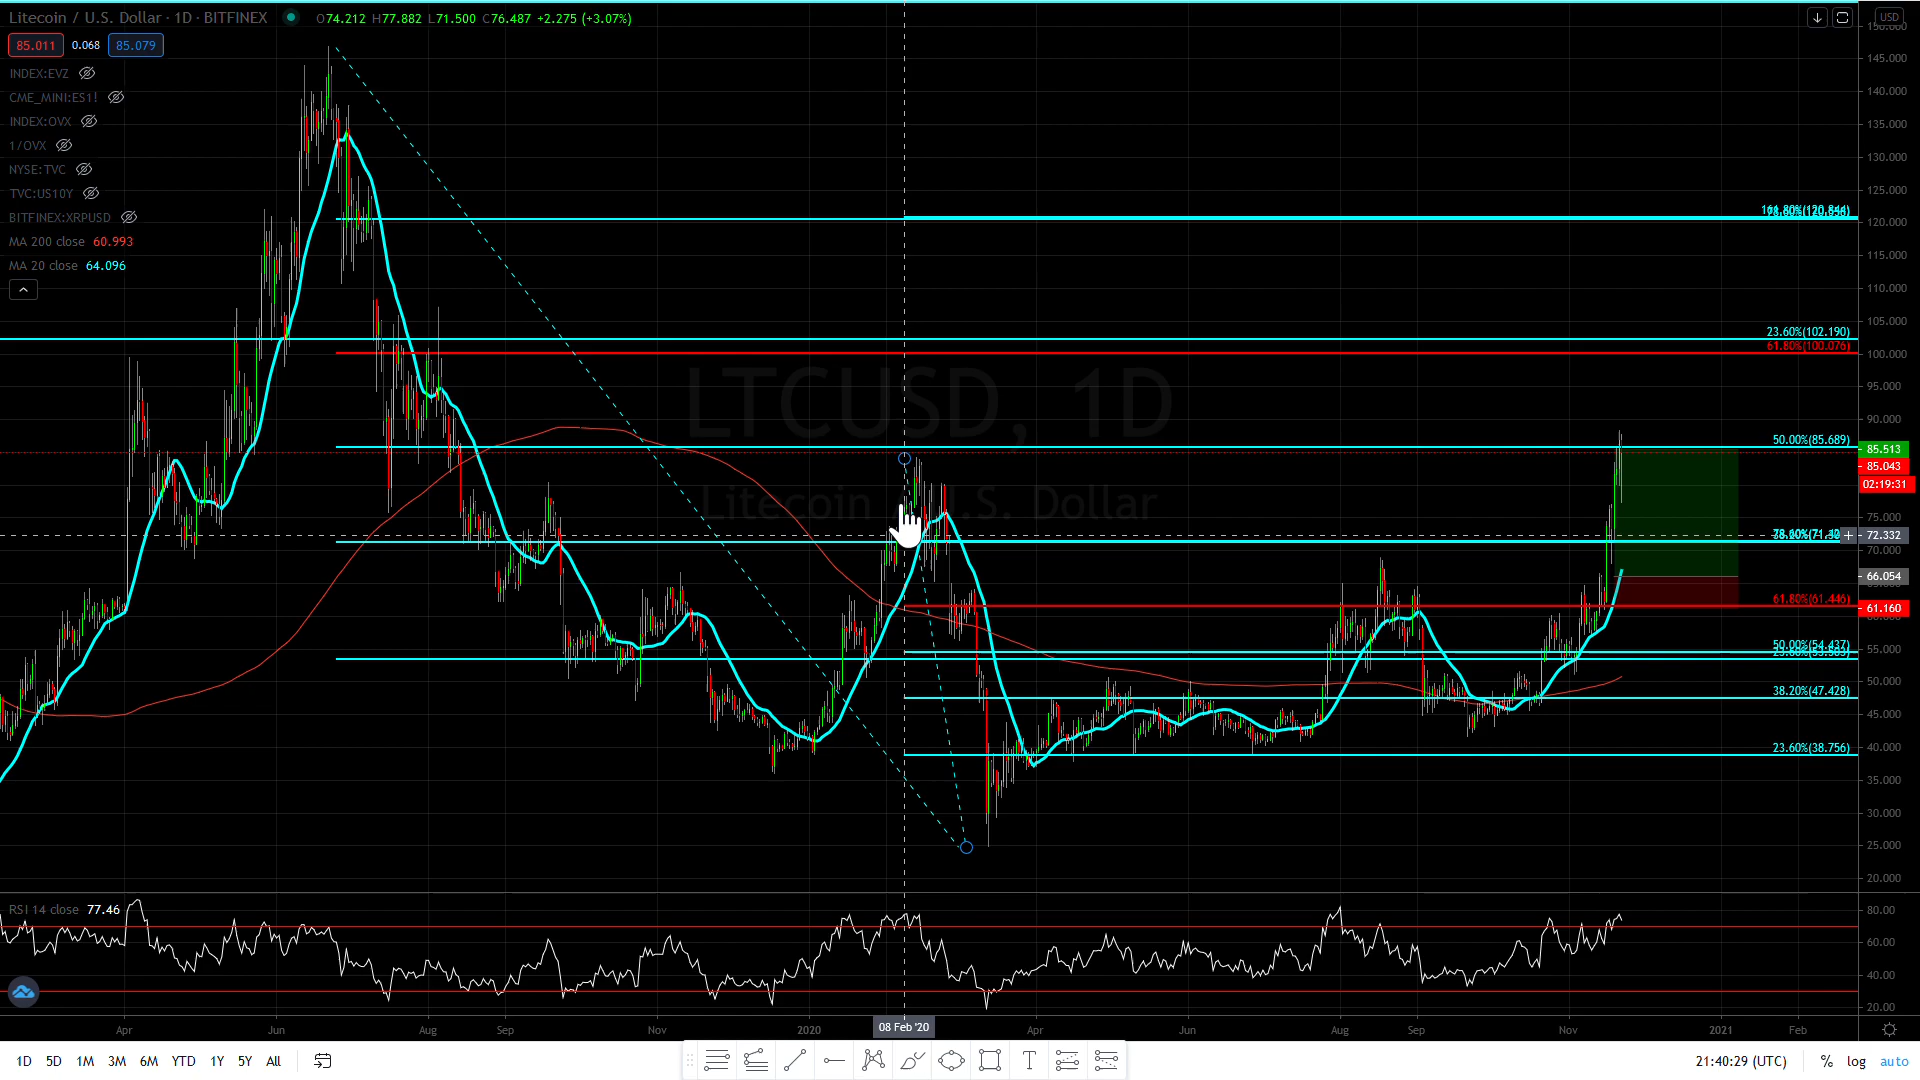 Litecoin / U.S. Dollar · 1D · BITFINEX O74.212 H77.882 L71.500 C76.487 +2.275 (+3.07%)
85.011 0.068 85.079
INDEX:EVZ
CME_MINI:ES1!
INDEX:OVX
1/OVX
NYSE:TVC
TVC:US10Y
BITFINEX:XRPUSD
MA 200 close 60.993
MA 20 close 64.096
LTCUSD, 1D
Litecoin / U.S. Dollar
23.60%(102.190)
61.80%(100.076)
50.00%(85.689)
61.80%(61.446)
50.00%(54.437)
38.20%(47.428)
23.60%(38.756)
USD
145.000
140.000
135.000
130.000
125.000
120.000
115.000
110.000
105.000
100.000
95.000
90.000
85.513
85.043
02:19:31
75.000
72.332
70.000
66.054
61.160
55.000
50.000
45.000
40.000
35.000
30.000
25.000
20.000
RSI 14 close 77.46
80.00
60.00
40.00
20.00
Apr Jun Aug Sep Nov 2020 08 Feb '20 Apr Jun Aug Sep Nov 2021 Feb
1D 5D 1M 3M 6M YTD 1Y 5Y All
T
21:40:29 (UTC) % log auto